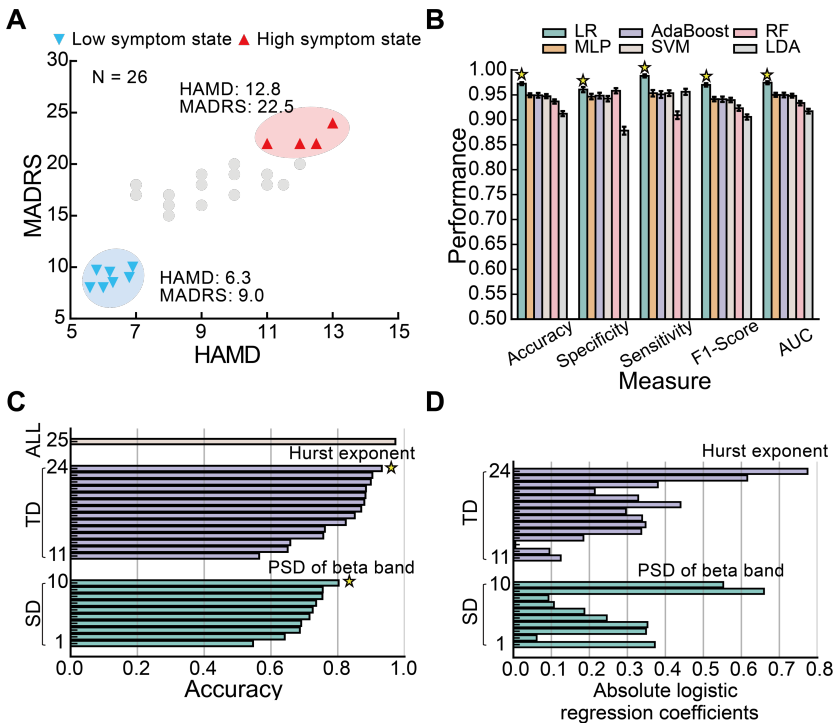 A
Low symptom state High symptom state
N = 26
HAMD: 12.8
MADRS: 22.5
HAMD: 6.3
MADRS: 9.0
30
25
20
15
10
5
MADRS
5 7 9 11 13 15
HAMD
B
LR AdaBoost RF
MLP SVM LDA
1.00
0.95
0.90
0.85
0.80
0.75
0.70
0.65
0.60
0.55
0.50
Performance
Accuracy Specificity Sensitivity F1-Score AUC
Measure
C
ALL
25
Hurst exponent
24
TD
11
PSD of beta band
10
SD
1
0.0 0.2 0.4 0.6 0.8 1.0
Accuracy
D
Hurst exponent
24
TD
11
PSD of beta band
10
SD
1
0.0 0.1 0.2 0.3 0.4 0.5 0.6 0.7 0.8
Absolute logistic
regression coefficients